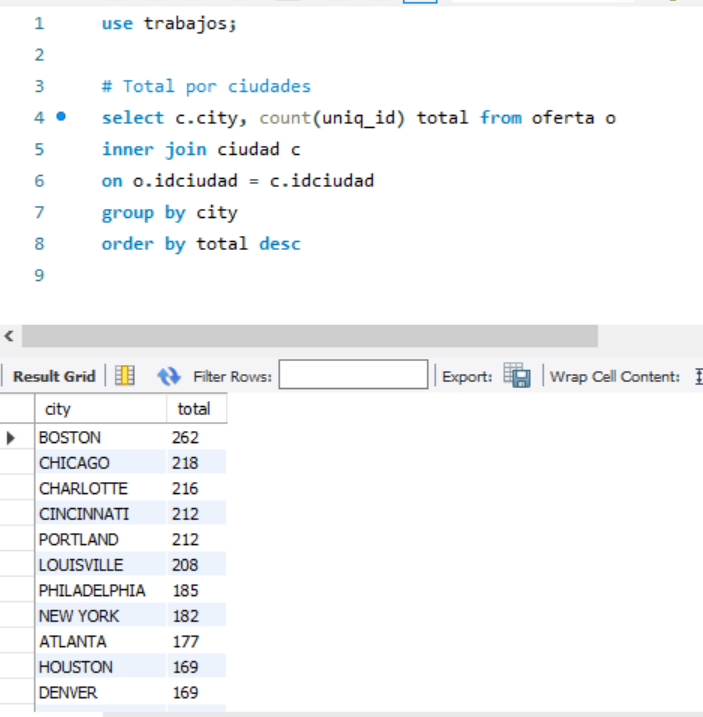 1 use trabajos;
2
3 # Total por ciudades
4 select c.city, count(uniq_id) total from oferta o
5 inner join ciudad c
6 on o.idciudad = c.idciudad
7 group by city
8 order by total desc
9
Result Grid Filter Rows: Export: Wrap Cell Content:
city total
BOSTON 262
CHICAGO 218
CHARLOTTE 216
CINCINNATI 212
PORTLAND 212
LOUISVILLE 208
PHILADELPHIA 185
NEW YORK 182
ATLANTA 177
HOUSTON 169
DENVER 169